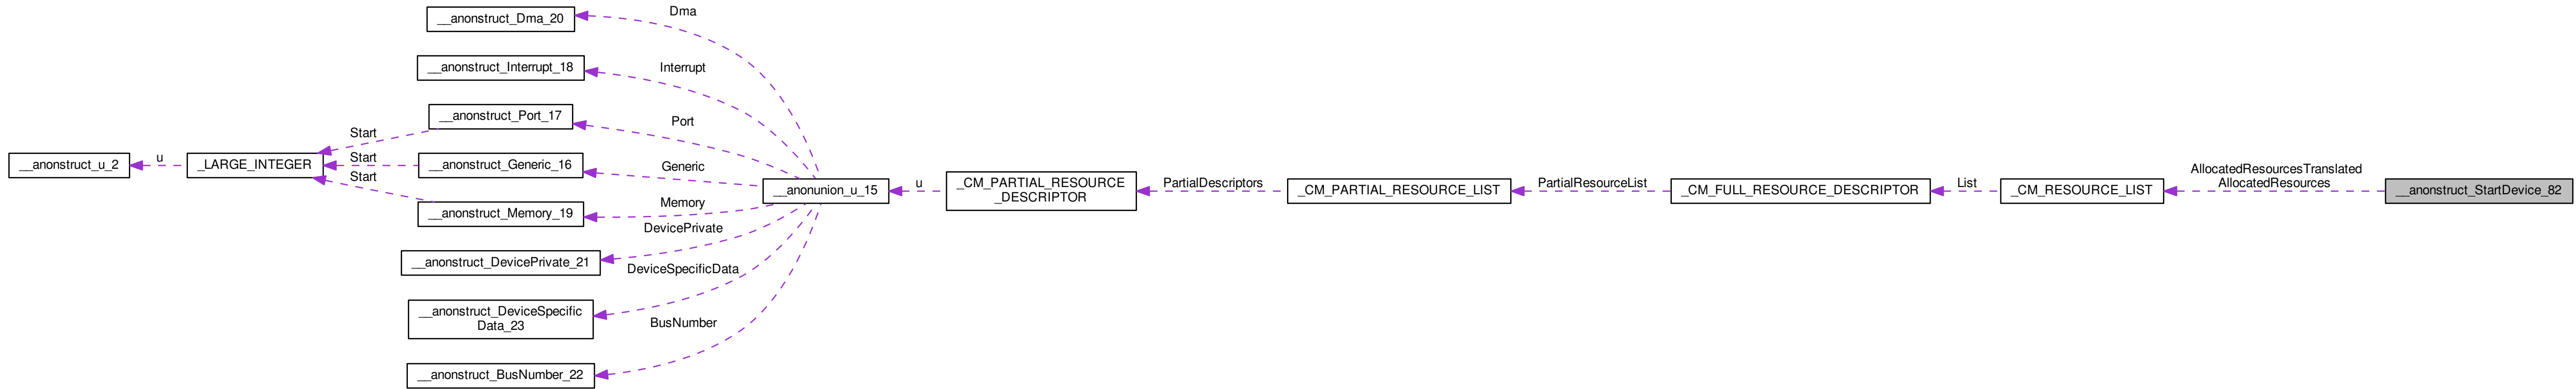 __anonstruct_Dma_20
Dma
__anonstruct_Interrupt_18
Interrupt
__anonstruct_Port_17
Port
Start
__anonstruct_u_2
u
_LARGE_INTEGER
Start
__anonstruct_Generic_16
Generic
Start
__anonstruct_Memory_19
Memory
__anonunion_u_15
u
_CM_PARTIAL_RESOURCE
_DESCRIPTOR
PartialDescriptors
_CM_PARTIAL_RESOURCE_LIST
PartialResourceList
_CM_FULL_RESOURCE_DESCRIPTOR
List
_CM_RESOURCE_LIST
AllocatedResourcesTranslated
AllocatedResources
__anonstruct_StartDevice_82
DevicePrivate
__anonstruct_DevicePrivate_21
DeviceSpecificData
__anonstruct_DeviceSpecific
Data_23
BusNumber
__anonstruct_BusNumber_22